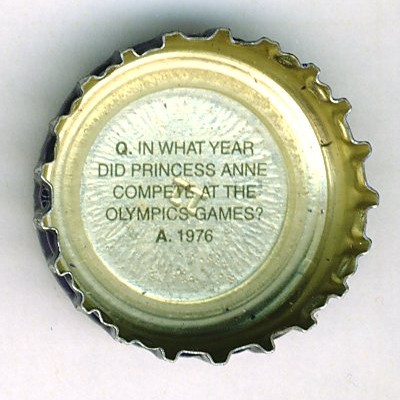 Q. IN WHAT YEAR
DID PRINCESS ANNE
COMPETE AT THE
OLYMPICS GAMES?
A. 1976